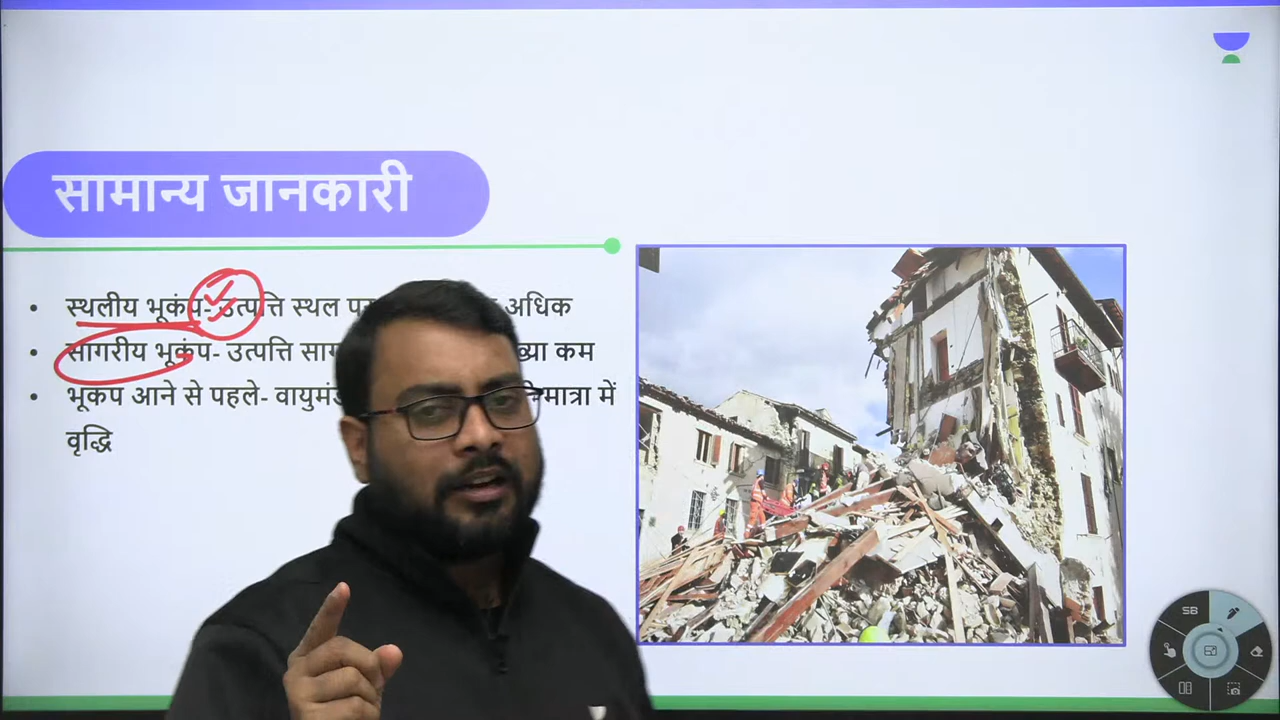 सामान्य जानकारी
• स्थलीय भूकंप- उत्पत्ति स्थल पर अधिक
• सागरीय भूकंप- उत्पत्ति कम
• भूकप आने से पहले- में
वृद्धि
SB